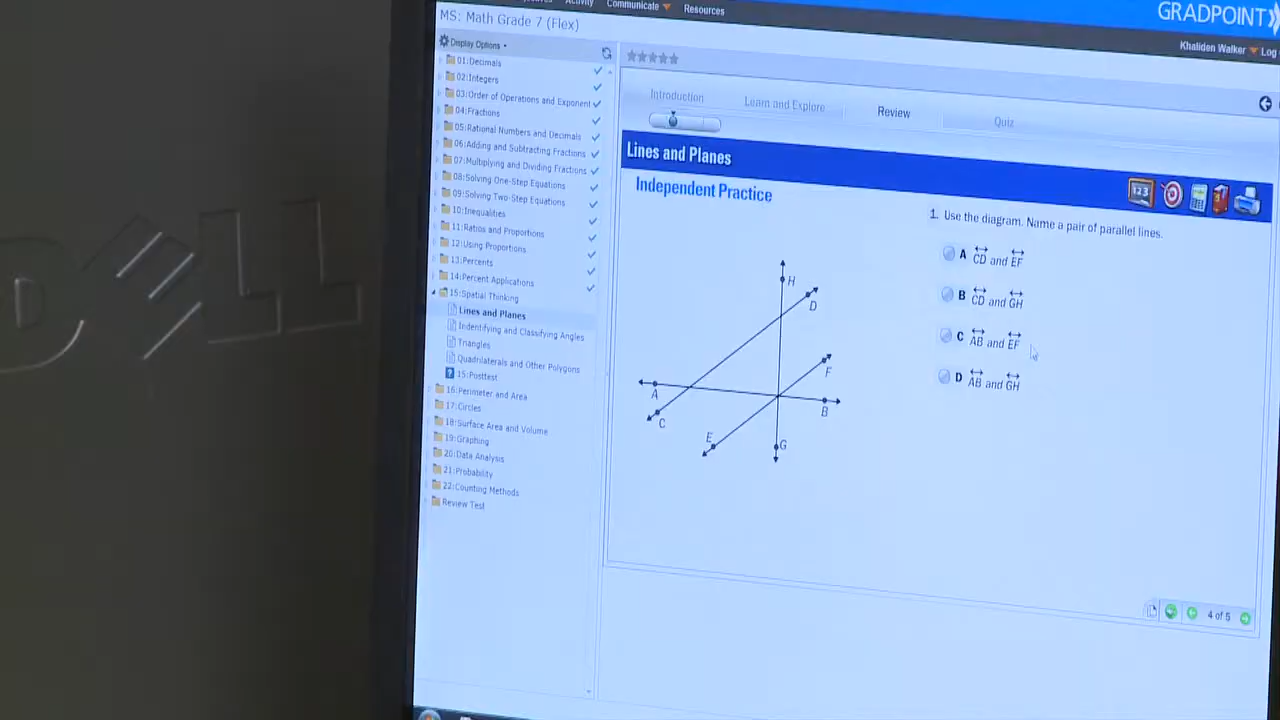 DELL
Activity
Communicate
Resources
GRADPOINT
MS: Math Grade 7 (Flex)
Khaliden Walker
Log
Display Options
01:Decimals
02:Integers
03:Order of Operations and Exponent
04:Fractions
05:Rational Numbers and Decimals
06:Adding and Subtracting Fractions
07:Multiplying and Dividing Fractions
08:Solving One-Step Equations
09:Solving Two-Step Equations
10:Inequalities
11:Ratios and Proportions
12:Using Proportions
13:Percents
14:Percent Applications
15:Spatial Thinking
Lines and Planes
Indentifying and Classifying Angles
Triangles
Quadrilaterals and Other Polygons
15:Posttest
16:Perimeter and Area
17:Circles
18:Surface Area and Volume
19:Graphing
20:Data Analysis
21:Probability
22:Counting Methods
Review Test
Introduction
Learn and Explore
Review
Quiz
Lines and Planes
123
Independent Practice
H
D
F
A
B
C
E
G
1. Use the diagram. Name a pair of parallel lines.
A CD and EF
B CD and GH
C AB and EF
D AB and GH
4 of 5